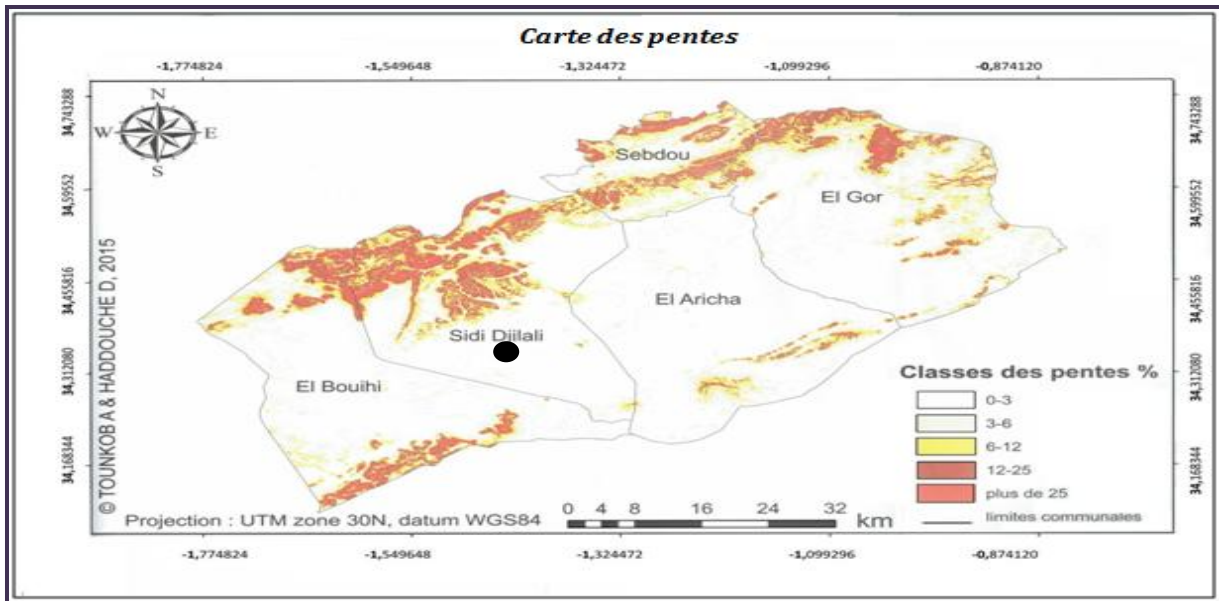 Carte des pentes
-1,774824 -1,549648 -1,324472 -1,099296 -0,874120
N
W E
S
34,743288 34,59552 34,455816 34,312080 34,168344
34,743288 34,599552 34,455816 34,312080 34,168344
© TOUNKOB A & HADDOUCHE D, 2015
Sebdou
El Gor
El Aricha
Sidi Djilali
El Bouihi
Classes des pentes %
0-3
3-6
6-12
12-25
plus de 25
limites communales
Projection : UTM zone 30N, datum WGS84
0 4 8 16 24 32
km
-1,774824 -1,549648 -1,324472 -1,099296 -0,874120